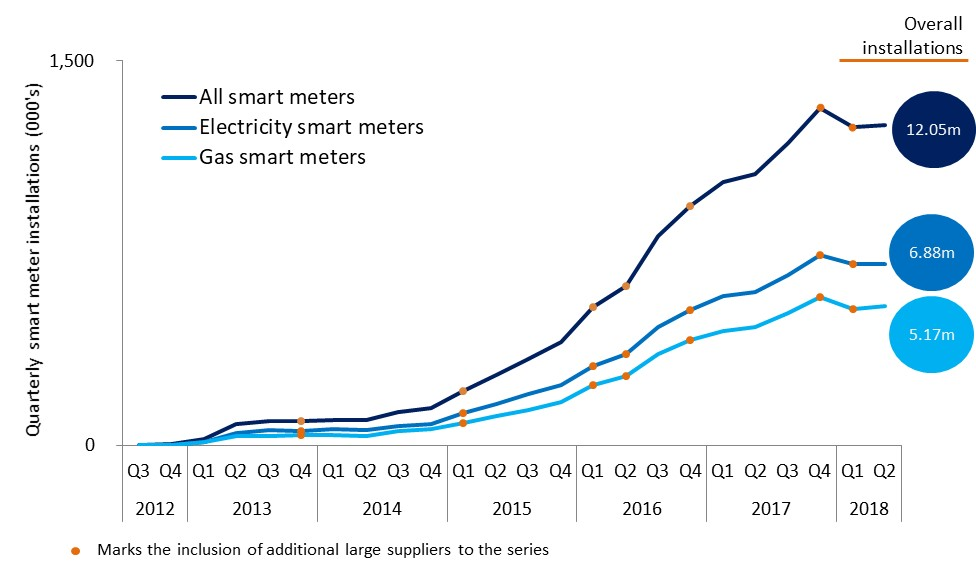 Overall
installations
1,500
Quarterly smart meter installations (000's)
All smart meters
Electricity smart meters
Gas smart meters
12.05m
6.88m
5.17m
0
Q3 Q4 Q1 Q2 Q3 Q4 Q1 Q2 Q3 Q4 Q1 Q2 Q3 Q4 Q1 Q2 Q3 Q4 Q1 Q2 Q3 Q4 Q1 Q2
2012 2013 2014 2015 2016 2017 2018
Marks the inclusion of additional large suppliers to the series